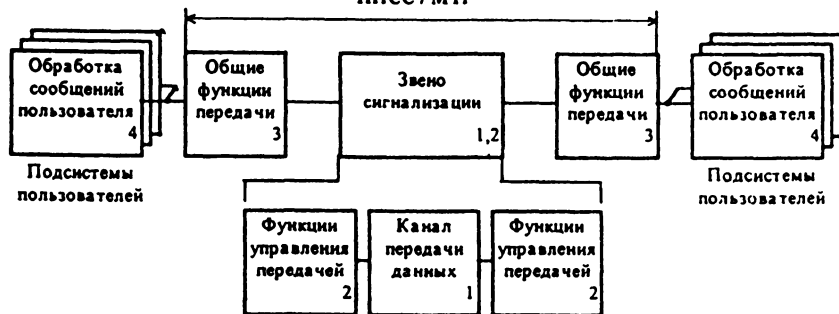 Обработка
сообщений
пользователя
4
Подсистемы
пользователей
Общие
функции
передачи
3
Звено
сигнализации
1,2
Общие
функции
передачи
3
Обработка
сообщений
пользователя
4
Подсистемы
пользователей
Функции
управления
передачей
2
Канал
передачи
данных
1
Функции
управления
передачей
2